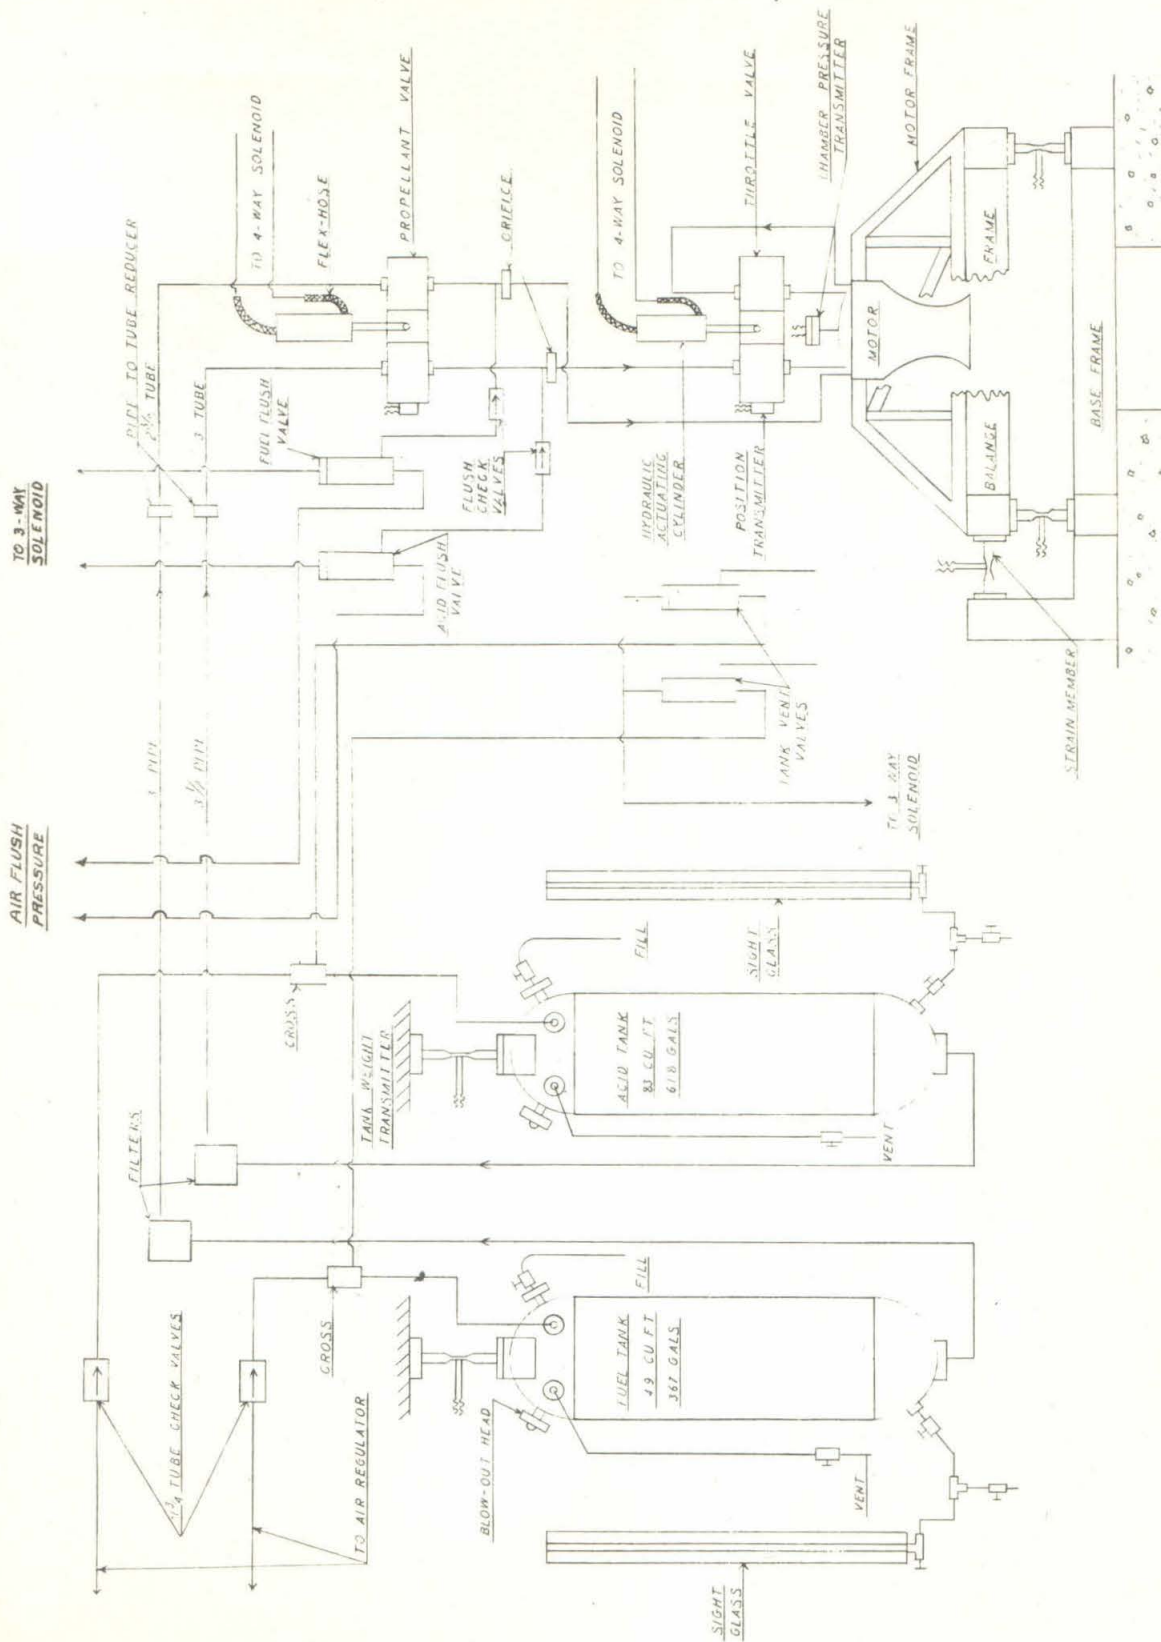 TO 3-WAY
SOLENOID
AIR FLUSH
PRESSURE
PIPE TO TUBE REDUCER
2½ TUBE
3 TUBE
3 PIPE
3½ PIPE
TO 4-WAY SOLENOID
FLEX-HOSE
PROPELLANT VALVE
FUEL FLUSH
VALVE
ORIFICE
FLUSH
CHECK
VALVES
ACID FLUSH
VALVE
TO 4-WAY SOLENOID
THROTTLE VALVE
HYDRAULIC
ACTUATING
CYLINDER
POSITION
TRANSMITTER
CHAMBER PRESSURE
TRANSMITTER
MOTOR FRAME
MOTOR
BALANCE
FRAME
BASE FRAME
STRAIN MEMBER
TANK VENT
VALVES
TO 3 WAY
SOLENOID
FILTERS
CROSS
TANK WEIGHT
TRANSMITTER
FILL
SIGHT
GLASS
ACID TANK
83 CU FT
618 GALS
VENT
1¾ TUBE CHECK VALVES
CROSS
TO AIR REGULATOR
BLOW-OUT HEAD
FILL
FUEL TANK
49 CU FT
367 GALS
VENT
SIGHT
GLASS